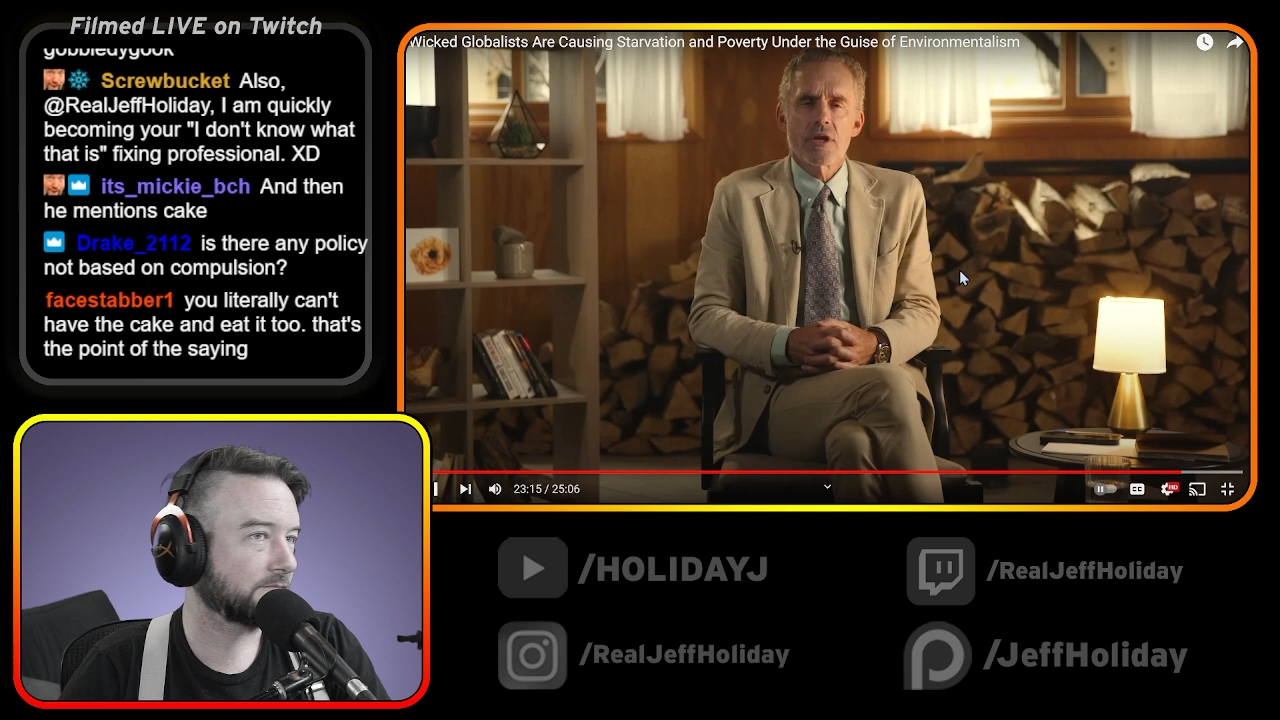 Filmed LIVE on Twitch
gobbledygook
Screwbucket Also,
@RealJeffHoliday, I am quickly
becoming your "I don't know what
that is" fixing professional. XD
its_mickie_bch And then
he mentions cake
Drake_2112 is there any policy
not based on compulsion?
facestabber1 you literally can't
have the cake and eat it too. that's
the point of the saying
Wicked Globalists Are Causing Starvation and Poverty Under the Guise of Environmentalism
23:15 / 25:06
CC
HD
/HOLIDAYJ
/RealJeffHoliday
/RealJeffHoliday
/JeffHoliday